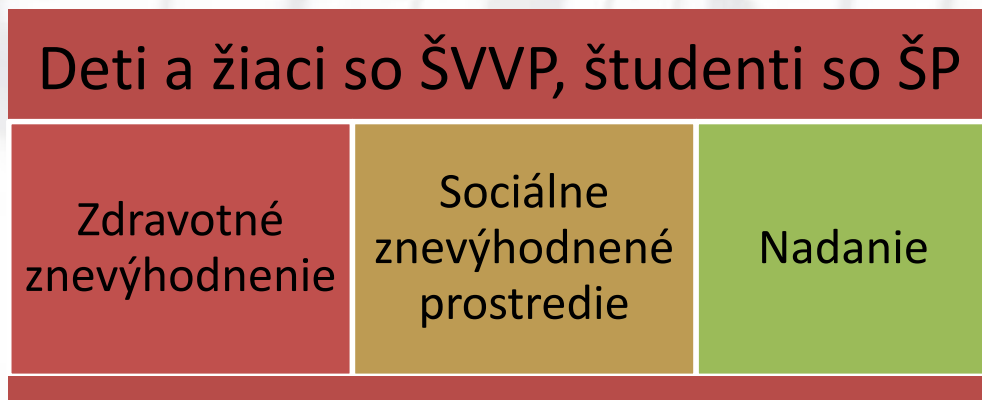 Deti a žiaci so ŠVVP, študenti so ŠP
Zdravotné
znevýhodnenie
Sociálne
znevýhodnené
prostredie
Nadanie